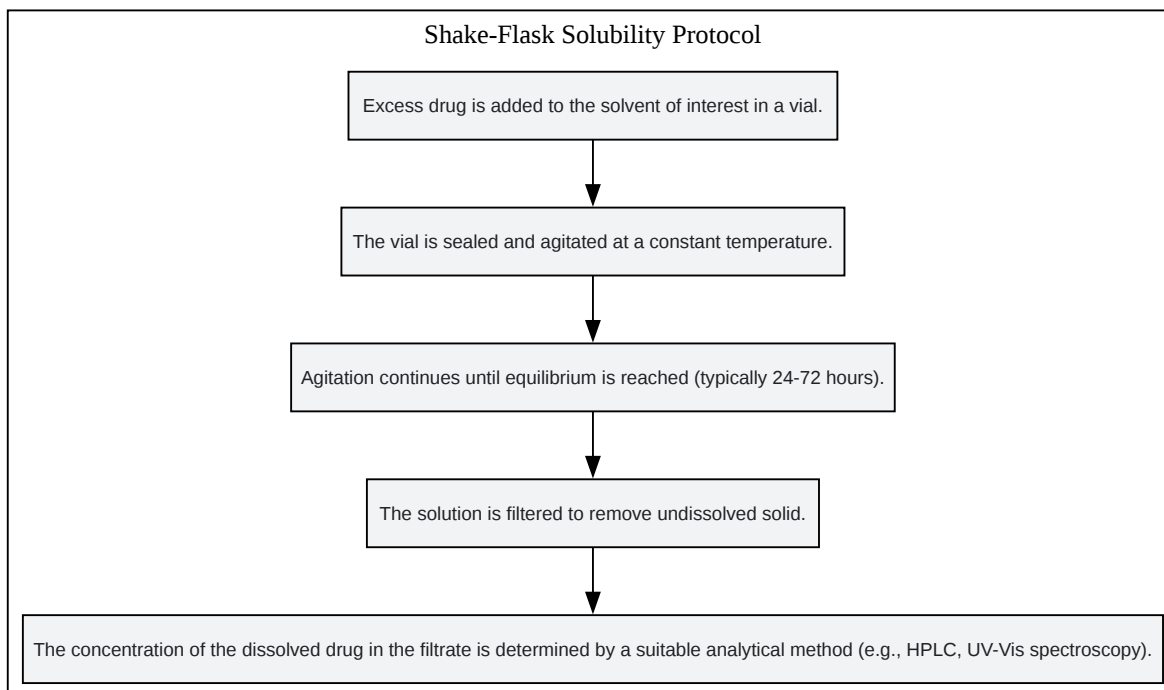 Shake-Flask Solubility Protocol
Excess drug is added to the solvent of interest in a vial.
The vial is sealed and agitated at a constant temperature.
Agitation continues until equilibrium is reached (typically 24-72 hours).
The solution is filtered to remove undissolved solid.
The concentration of the dissolved drug in the filtrate is determined by a suitable analytical method (e.g., HPLC, UV-Vis spectroscopy).